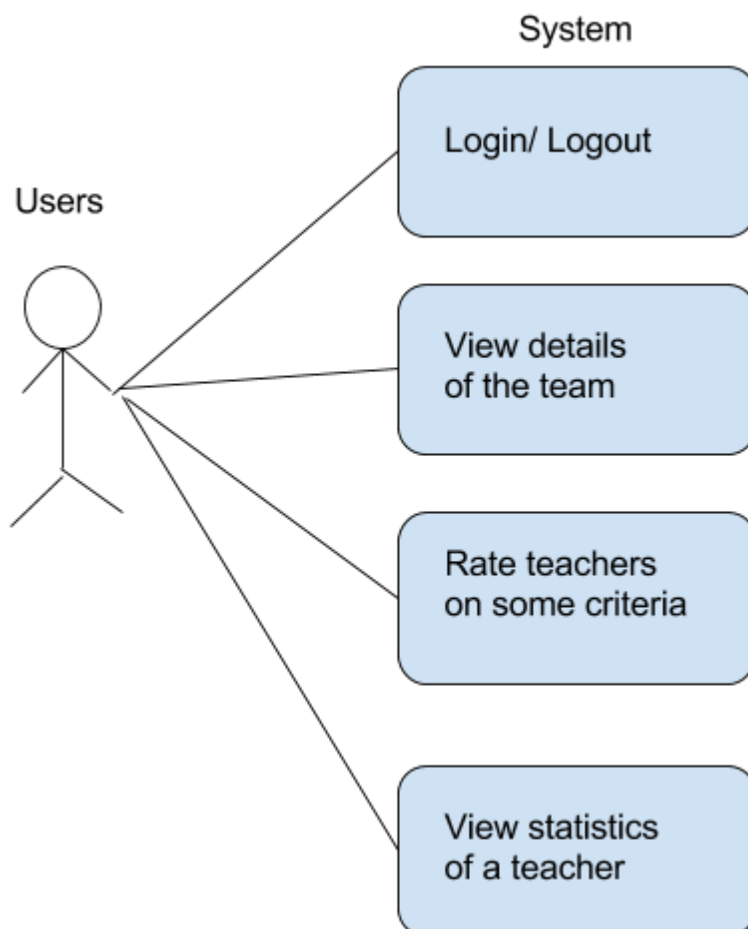 System
Login/ Logout
Users
View details
of the team
Rate teachers
on some criteria
View statistics
of a teacher